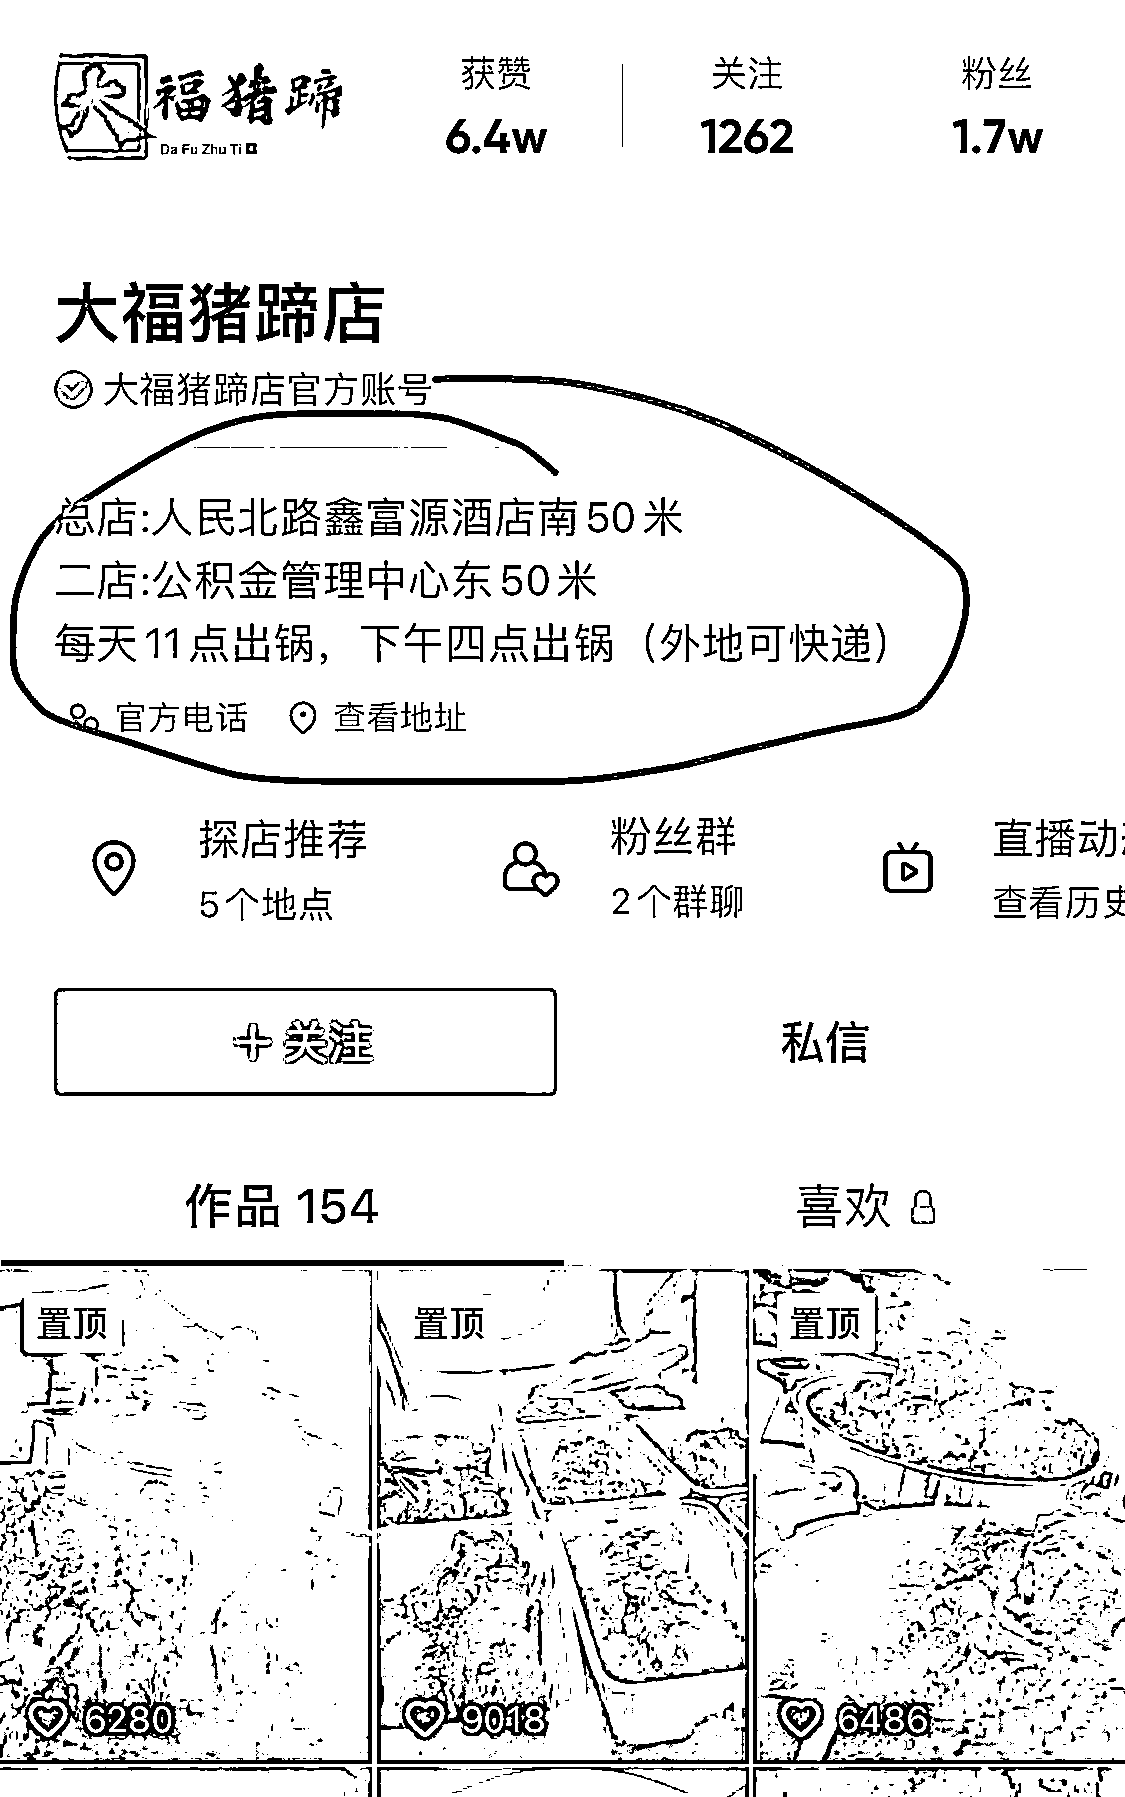 大福猪蹄
Da Fu Zhu Ti
获赞 关注 粉丝
6.4w 1262 1.7w
大福猪蹄店
大福猪蹄店官方账号
总店:人民北路鑫富源酒店南50米
二店:公积金管理中心东50米
每天11点出锅，下午四点出锅（外地可快递）
官方电话 查看地址
探店推荐 粉丝群 直播动
5个地点 2个群聊 查看历史
关注 私信
作品 154 喜欢
置顶 置顶 置顶
6280 9018 6486